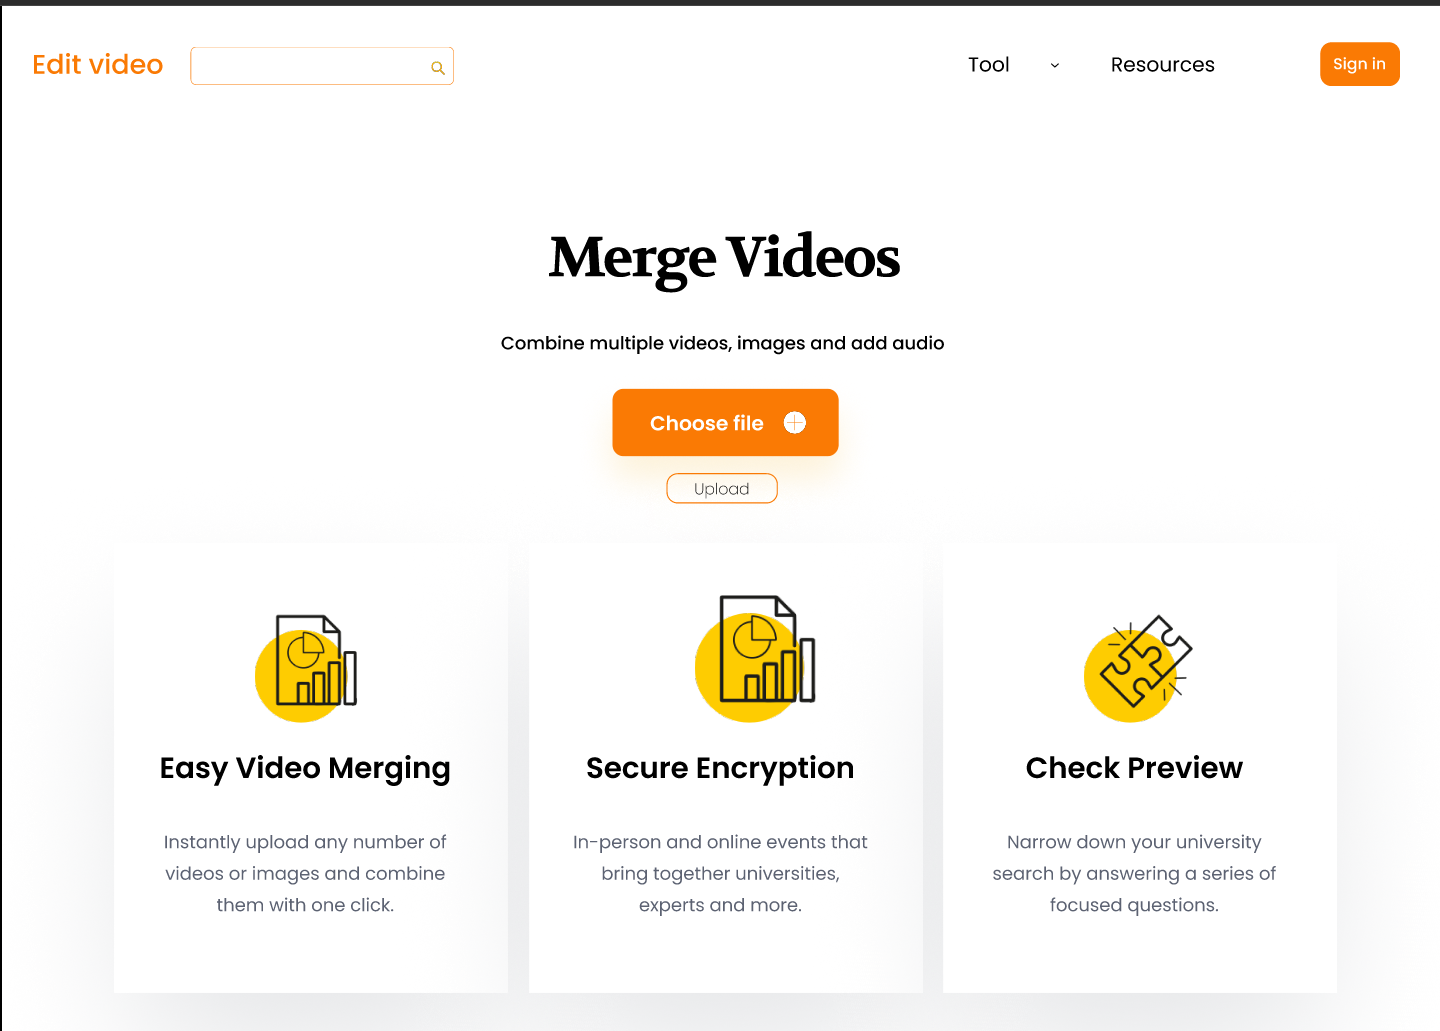 Edit video
Tool
Resources
Sign in
Merge Videos
Combine multiple videos, images and add audio
Choose file
Upload
Easy Video Merging
Instantly upload any number of
videos or images and combine
them with one click.
Secure Encryption
In-person and online events that
bring together universities,
experts and more.
Check Preview
Narrow down your university
search by answering a series of
focused questions.